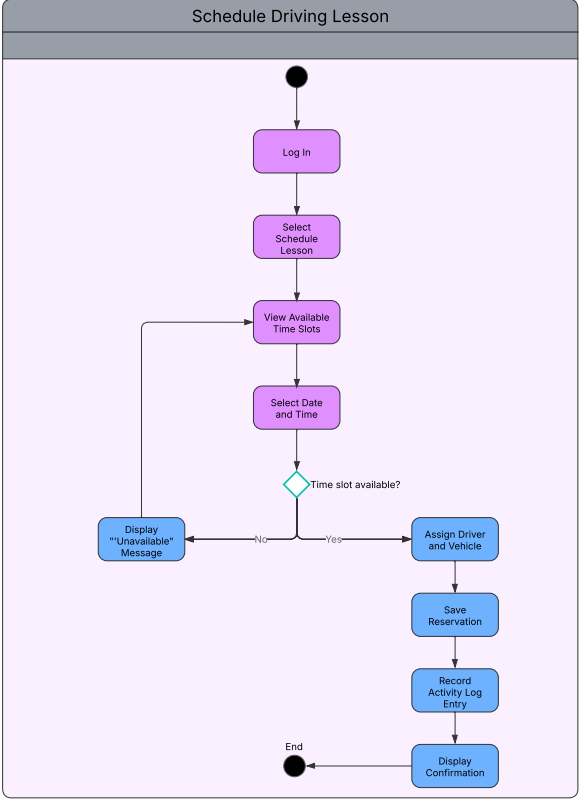 Schedule Driving Lesson
Log In
Select
Schedule
Lesson
View Available
Time Slots
Select Date
and Time
Time slot available?
No
Yes
Display
"'Unavailable"
Message
Assign Driver
and Vehicle
Save
Reservation
Record
Activity Log
Entry
End
Display
Confirmation